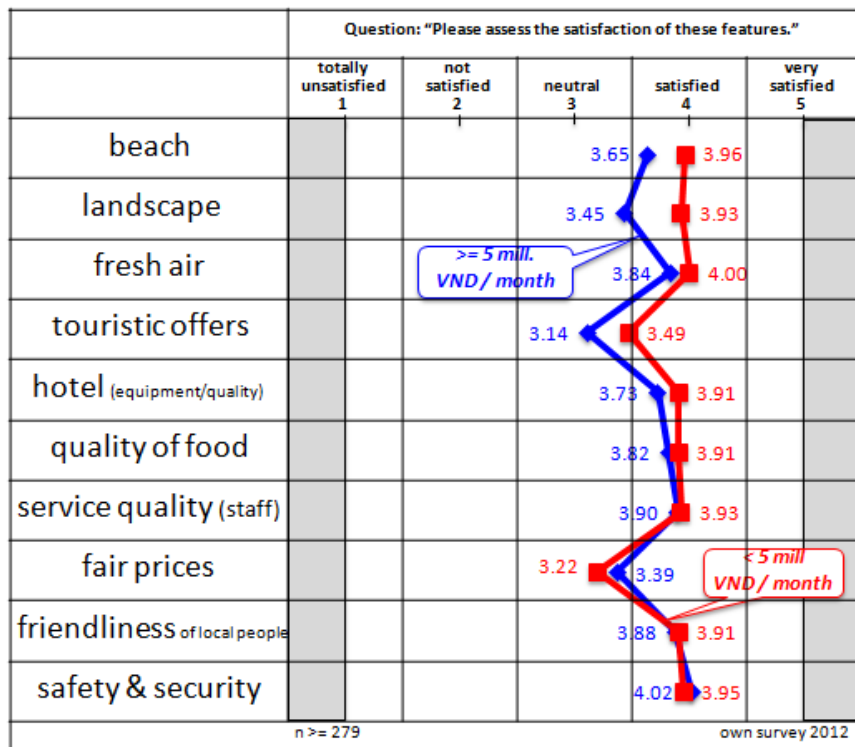 Question: “Please assess the satisfaction of these features.”
totally unsatisfied 1
not satisfied 2
neutral 3
satisfied 4
very satisfied 5
beach 3.65 3.96
landscape 3.45 3.93
>= 5 mill.
VND / month
fresh air 3.84 4.00
touristic offers 3.14 3.49
hotel (equipment/quality) 3.73 3.91
quality of food 3.82 3.91
service quality (staff) 3.90 3.93
fair prices 3.22 3.39
< 5 mill
VND / month
friendliness of local people 3.88 3.91
safety & security 4.02 3.95
n >= 279 own survey 2012